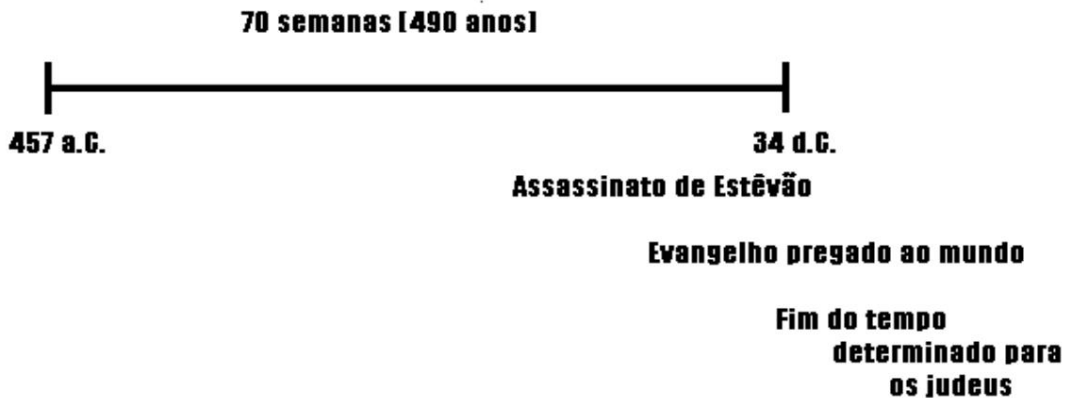 70 semanas [490 anos]
457 a.C.
34 d.C.
Assassinato de Estêvão
Evangelho pregado ao mundo
Fim do tempo
determinado para
os judeus